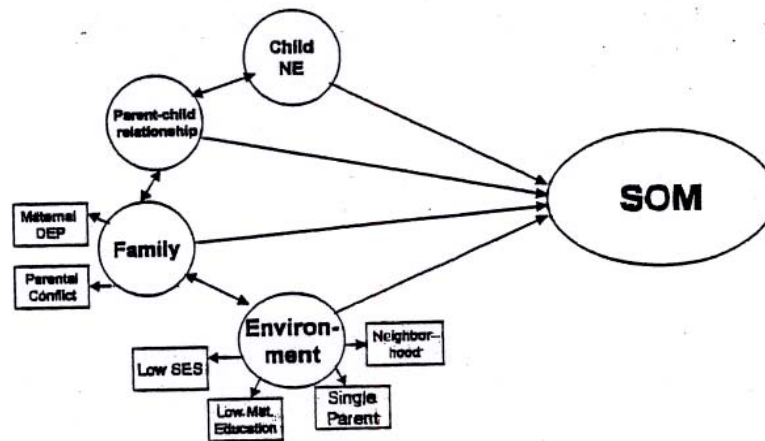 Child
NE
Parent-child
relationship
SOM
Maternal
DEP
Family
Parental
Conflict
Environ-
ment
Neighbor-
hood
Low SES
Low Mat.
Education
Single
Parent